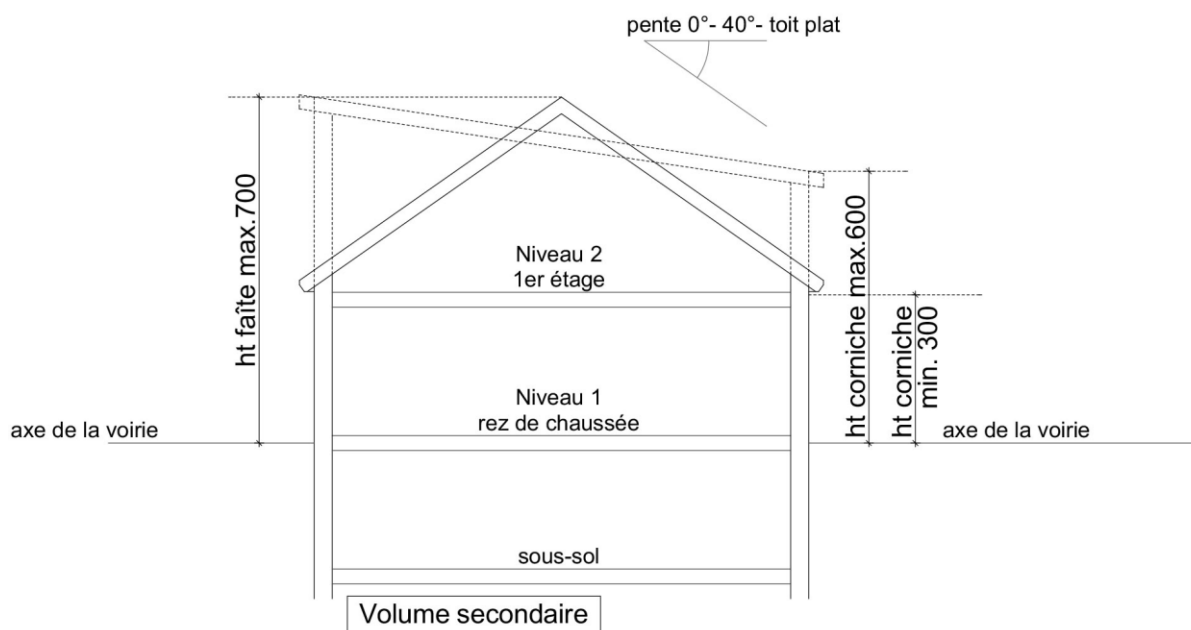 pente 0°- 40°- toit plat
ht faîte max.700
Niveau 2
1er étage
ht corniche max.600
ht corniche
min. 300
Niveau 1
rez de chaussée
axe de la voirie
axe de la voirie
sous-sol
Volume secondaire